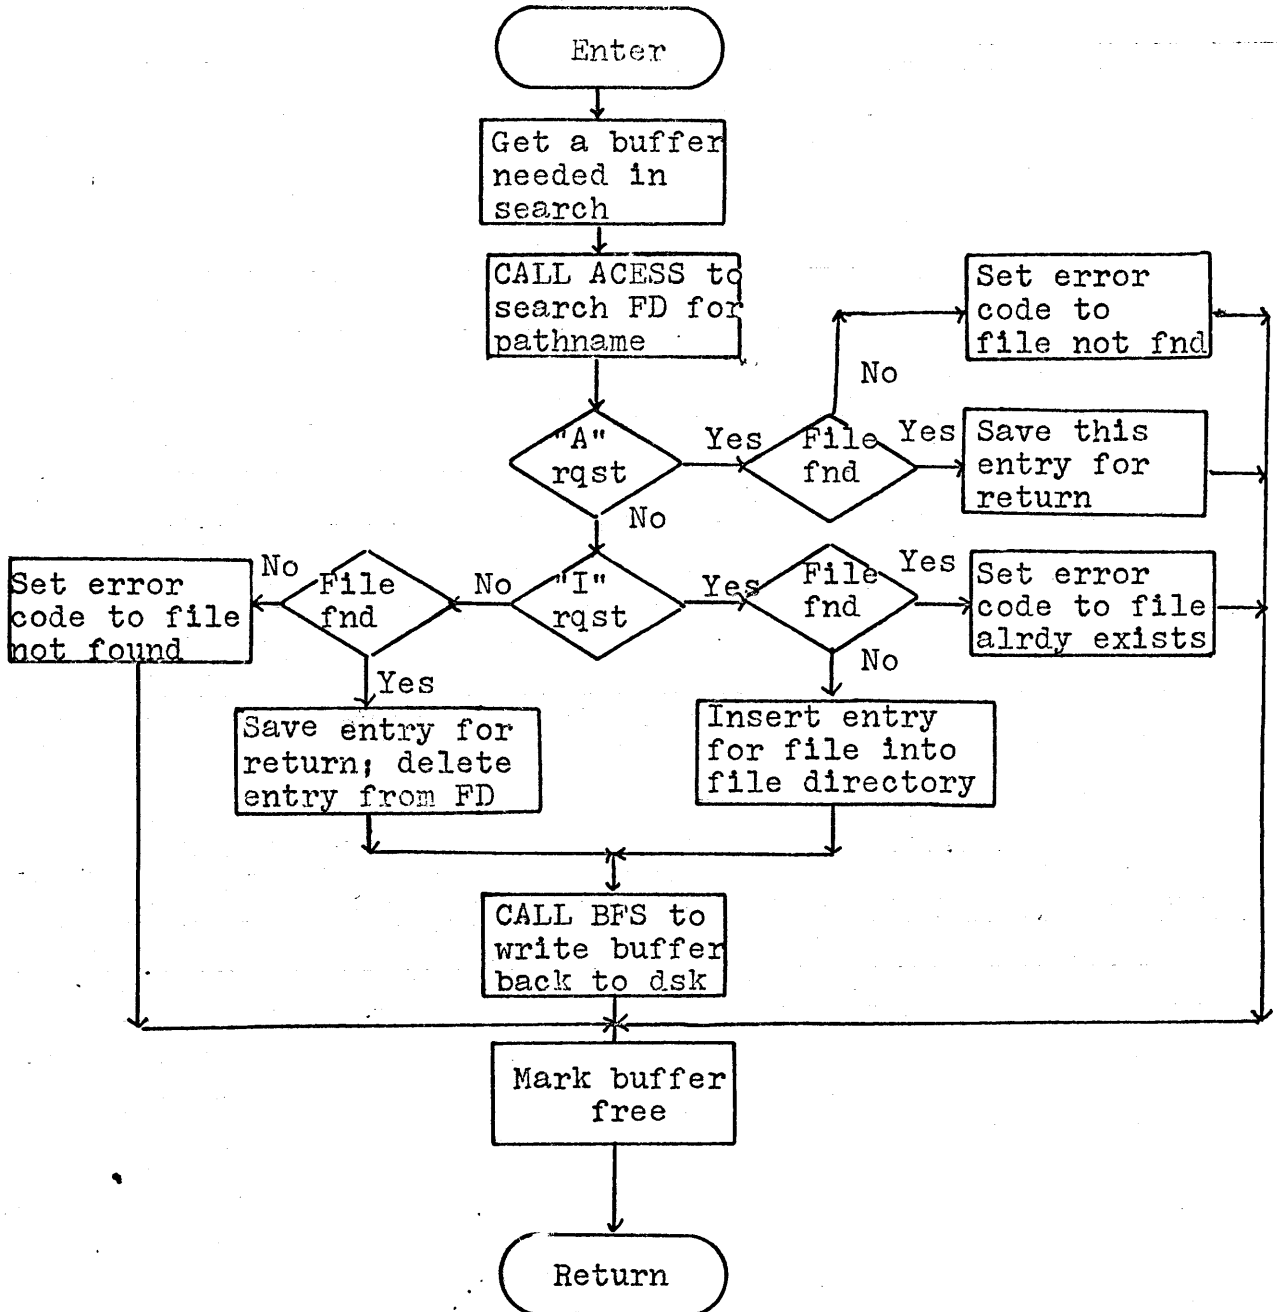 Enter
Get a buffer
needed in
search
CALL ACESS to
search FD for
pathname
Set error
code to
file not fnd
No
"A"
rqst
Yes
File
fnd
Yes
Save this
entry for
return
No
Set error
code to file
not found
No
File
fnd
No
"I"
rqst
Yes
File
fnd
Yes
Set error
code to file
alrdy exists
Yes
No
Save entry for
return; delete
entry from FD
Insert entry
for file into
file directory
CALL BFS to
write buffer
back to dsk
Mark buffer
free
Return